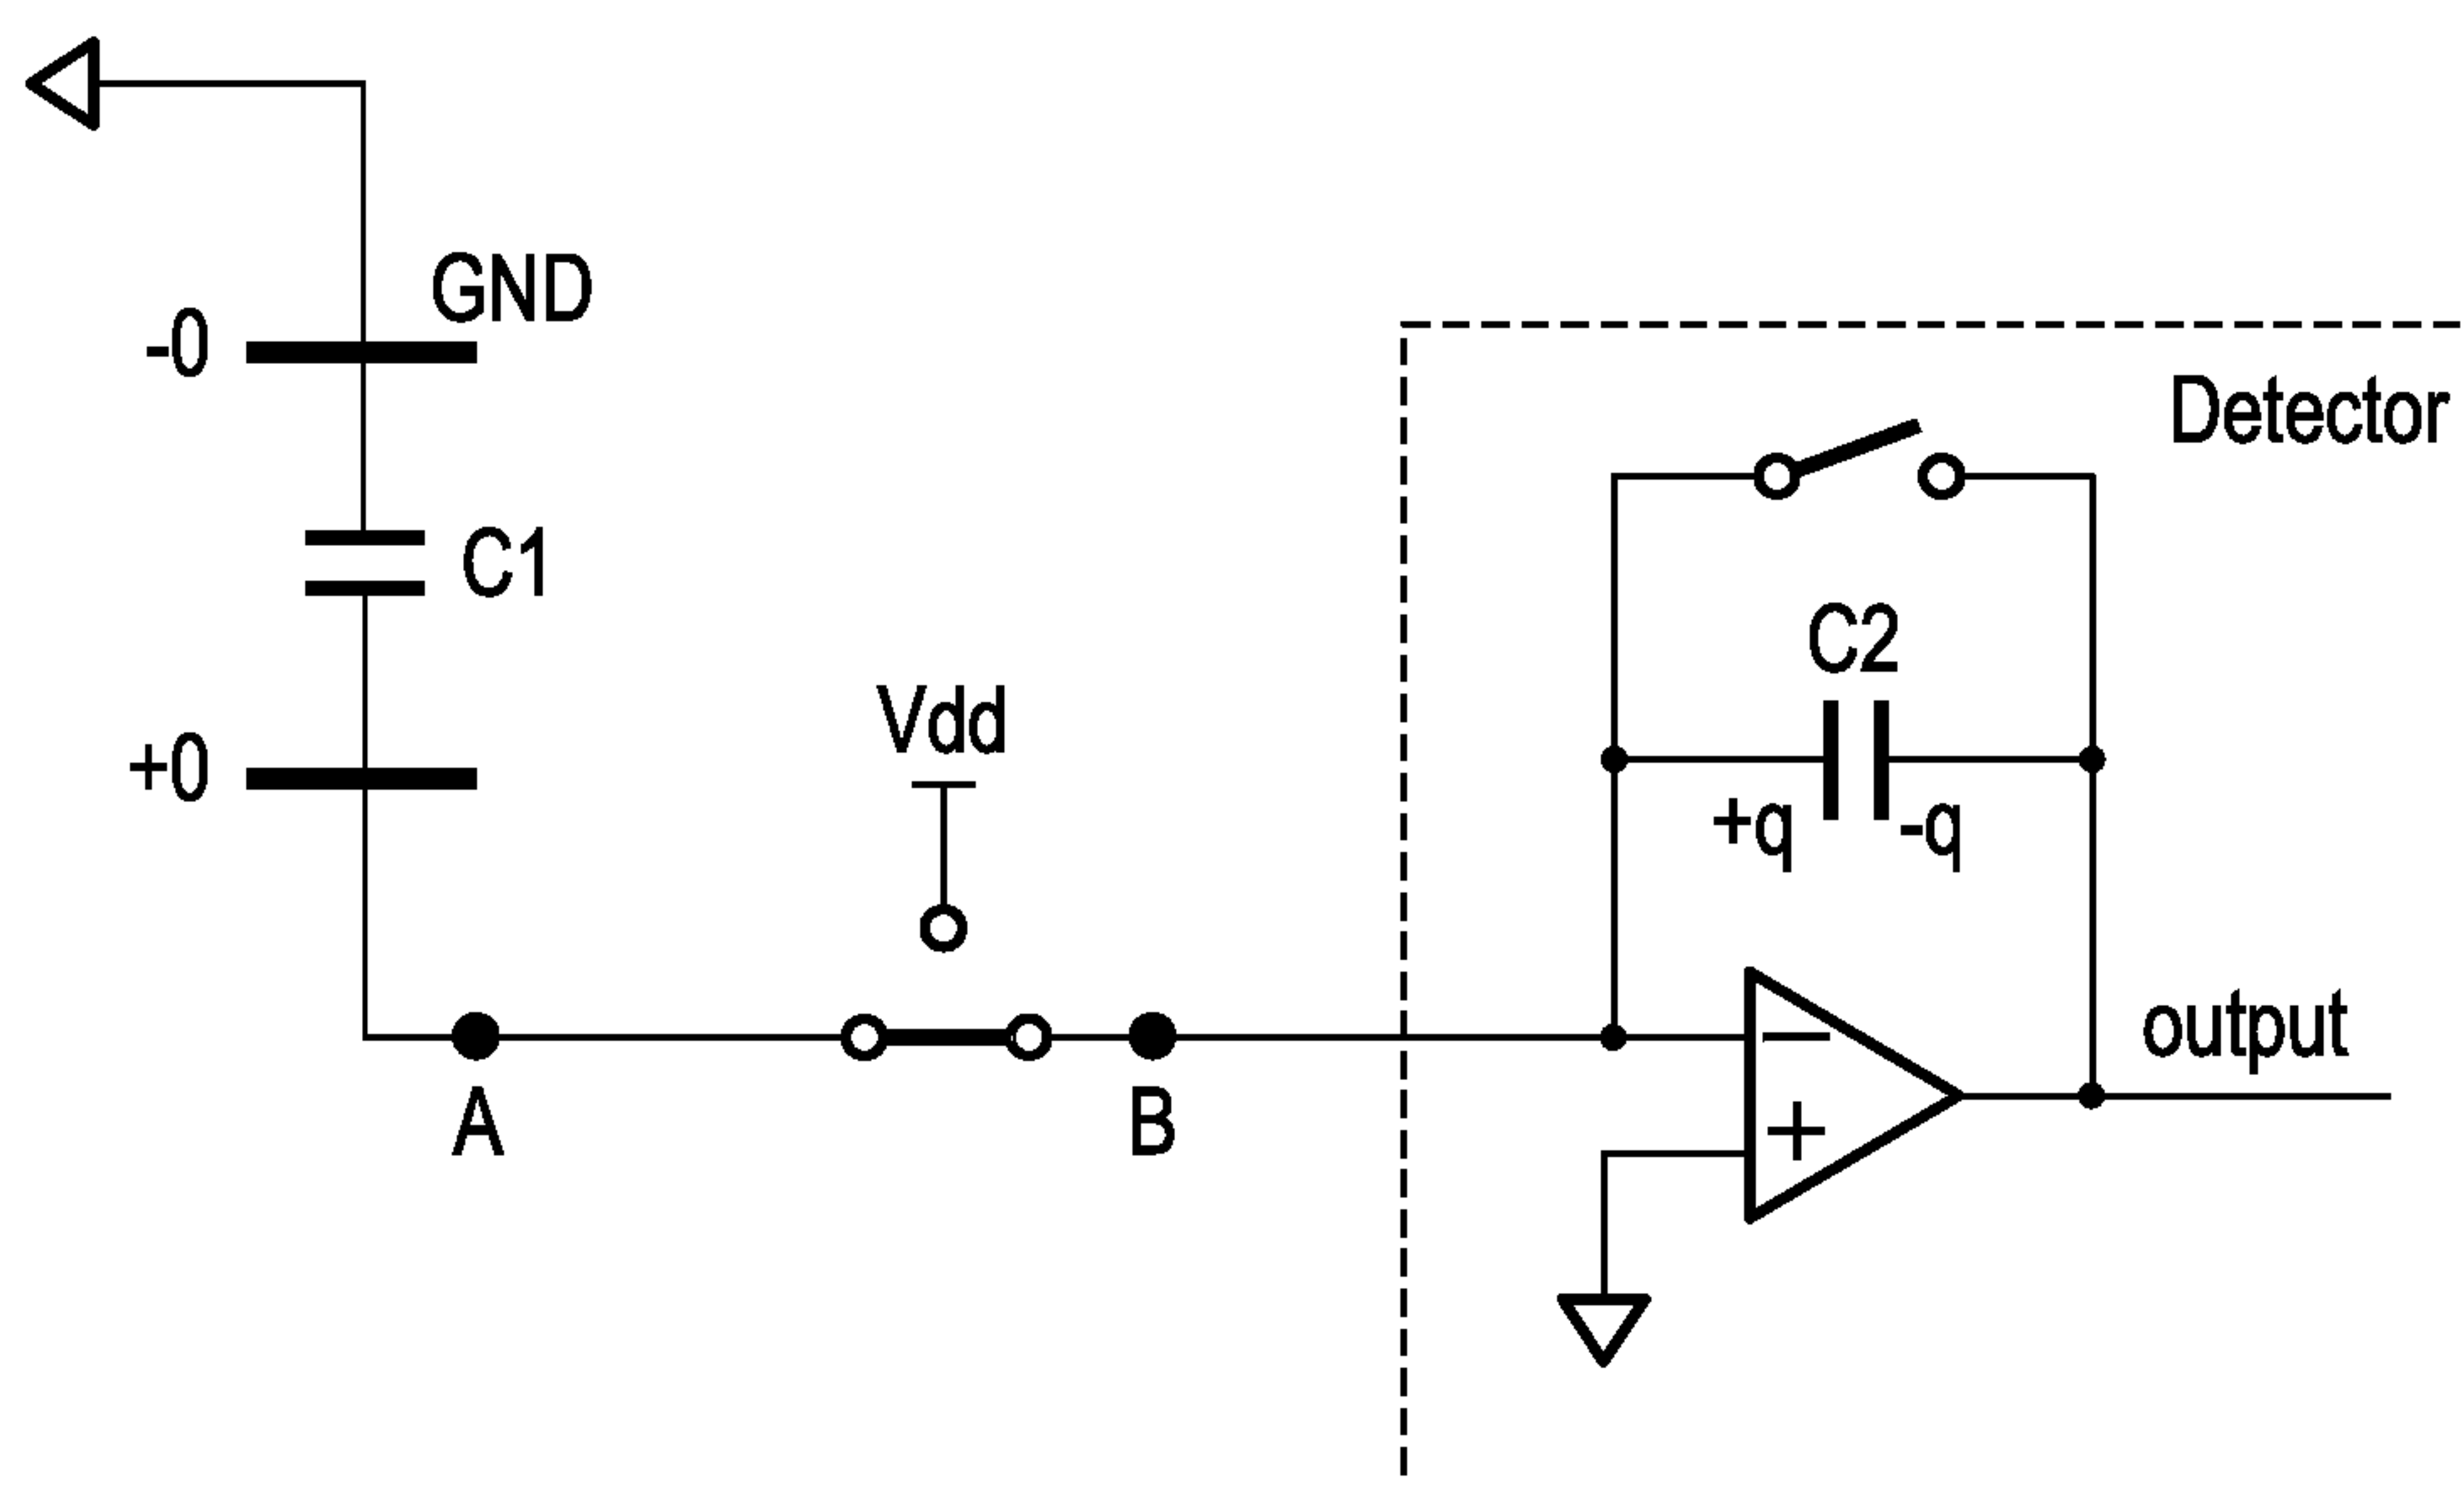 GND
-0
Detector
C1
C2
Vdd
+0
+q
-q
output
A
B